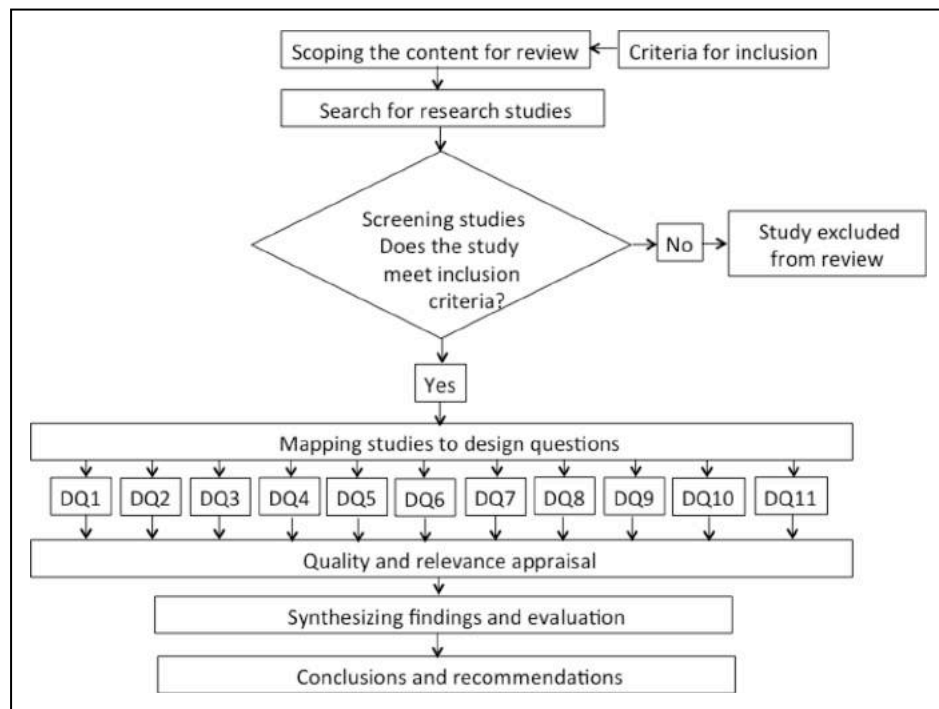 Scoping the content for review
Criteria for inclusion
Search for research studies
Screening studies
Does the study
meet inclusion
criteria?
No
Study excluded
from review
Yes
Mapping studies to design questions
DQ1 DQ2 DQ3 DQ4 DQ5 DQ6 DQ7 DQ8 DQ9 DQ10 DQ11
Quality and relevance appraisal
Synthesizing findings and evaluation
Conclusions and recommendations